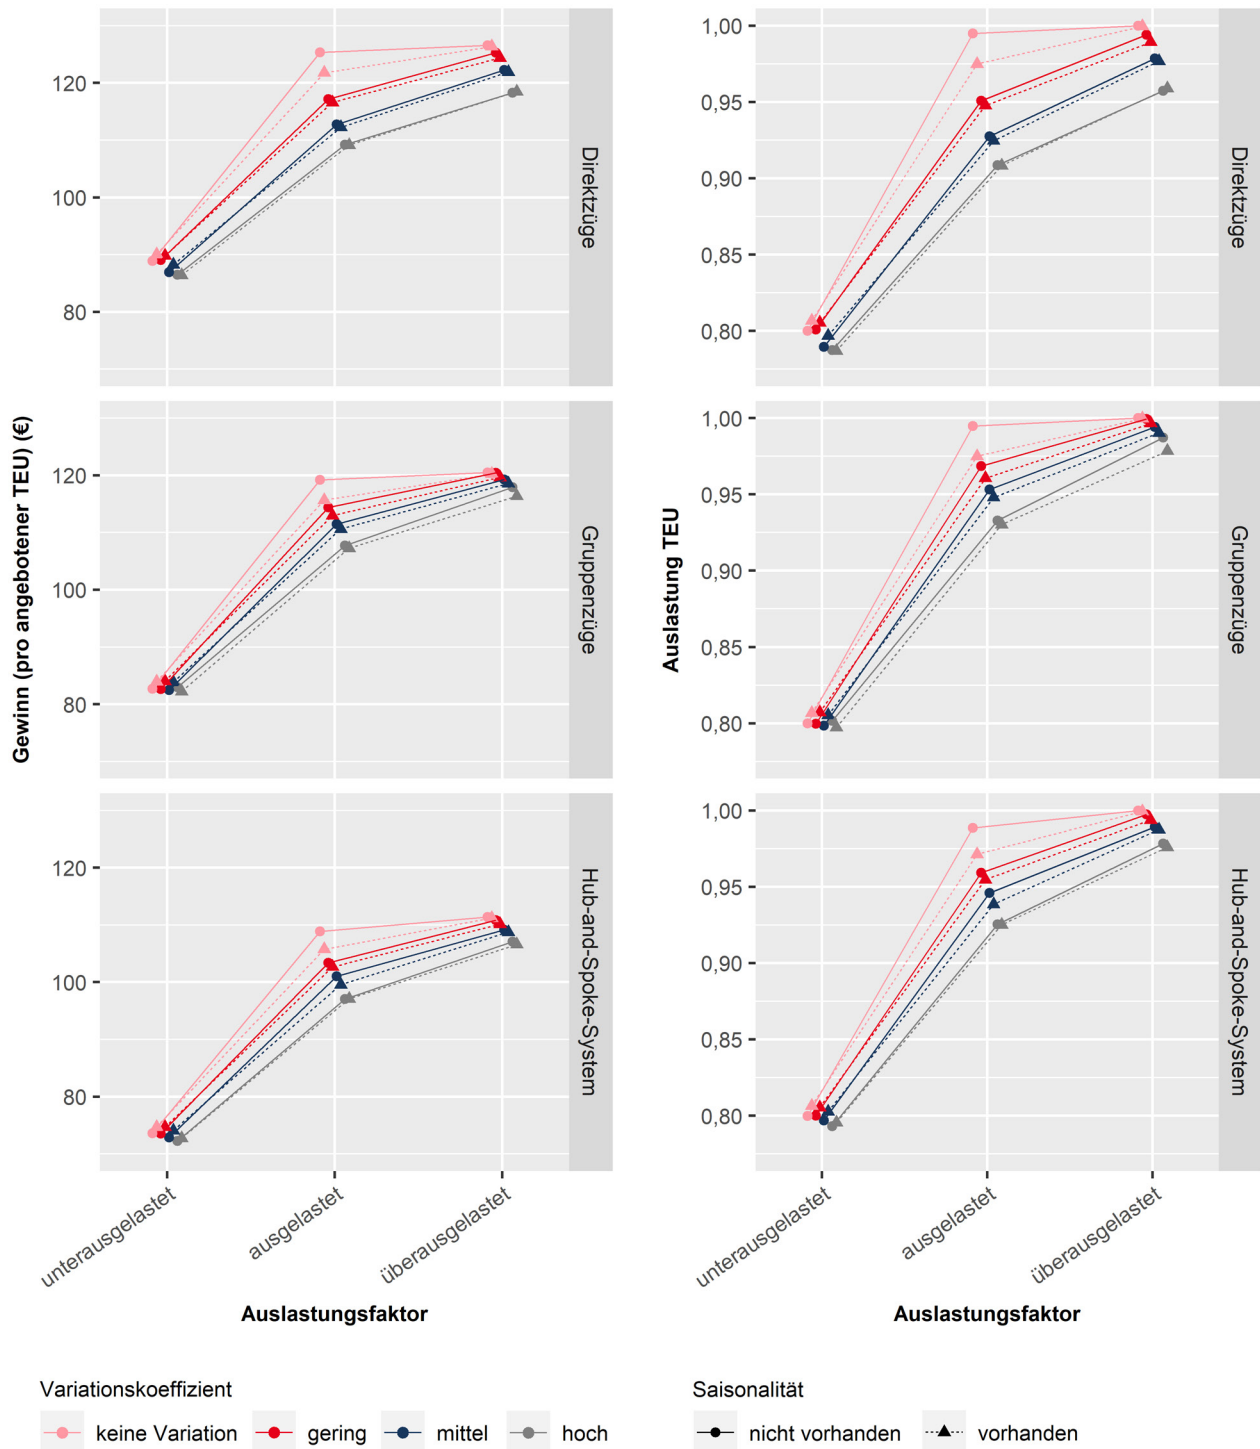 Gewinn (pro angebotener TEU) (€)
120
100
80
Direktzüge
120
100
80
Gruppenzüge
120
100
80
Hub-and-Spoke-System
unterausgelastet
ausgelastet
überausgelastet
Auslastungsfaktor
Auslastung TEU
1,00
0,95
0,90
0,85
0,80
Direktzüge
1,00
0,95
0,90
0,85
0,80
Gruppenzüge
1,00
0,95
0,90
0,85
0,80
Hub-and-Spoke-System
unterausgelastet
ausgelastet
überausgelastet
Auslastungsfaktor
Variationskoeffizient
keine Variation gering mittel hoch
Saisonalität
nicht vorhanden vorhanden